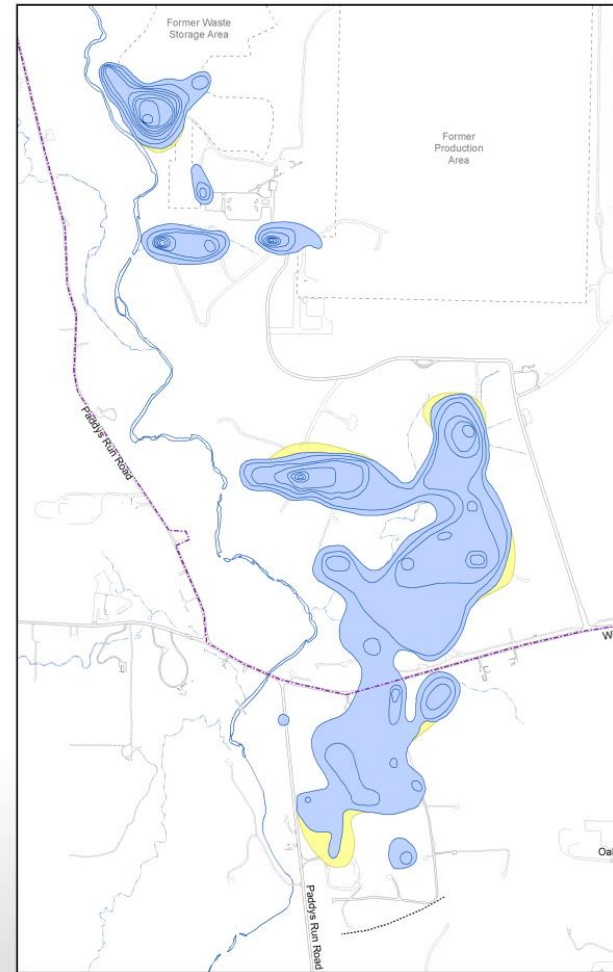 Former Waste
Storage Area
Former
Production
Area
Paddys Run Road
W
Oa
Paddys Run Road